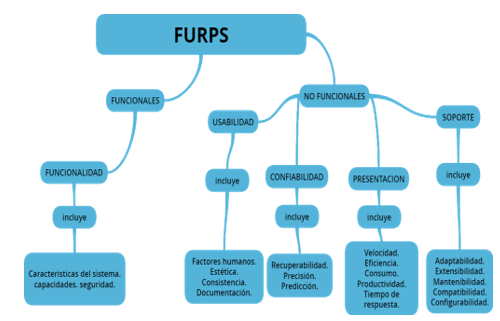 FURPS
FUNCIONALES
NO FUNCIONALES
USABILIDAD
SOPORTE
FUNCIONALIDAD
CONFIABILIDAD
PRESENTACION
incluye
incluye
incluye
incluye
incluye
Caracteristicas del sistema.
capacidades. seguridad.
Factores humanos.
Estética.
Consistencia.
Documentación.
Recuperabilidad.
Precisión.
Predicción.
Velocidad.
Eficiencia.
Consumo.
Productividad.
Tiempo de
respuesta.
Adaptabilidad.
Extensibilidad.
Mantenibilidad.
Compatibilidad.
Configurabilidad.